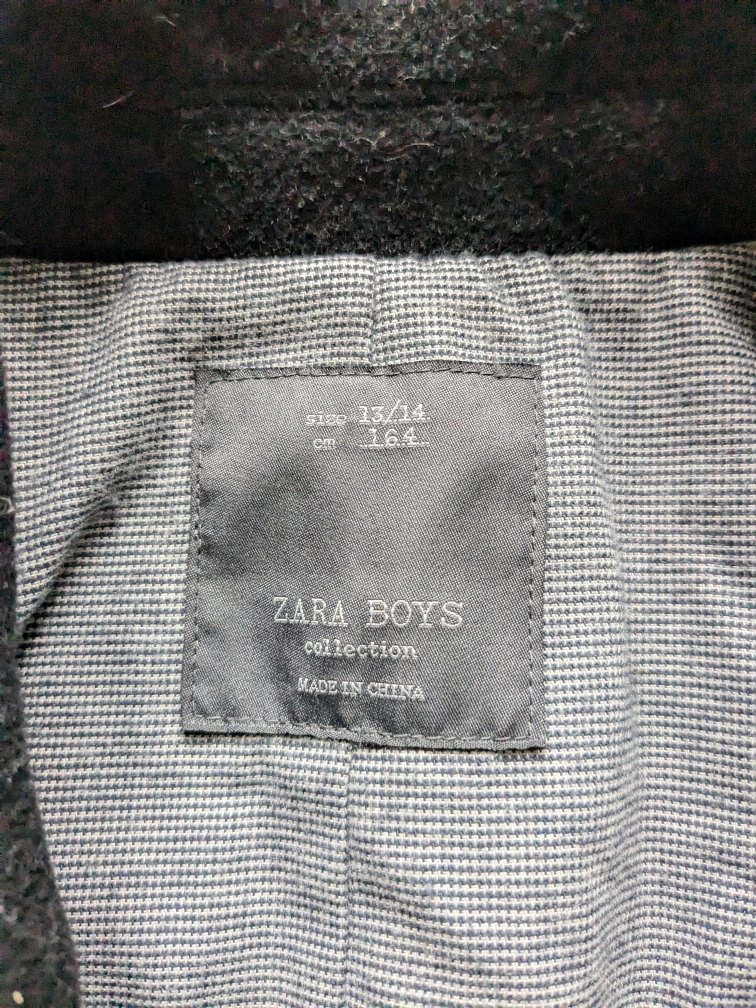 size 13/14
cm 164
ZARA BOYS
collection
MADE IN CHINA